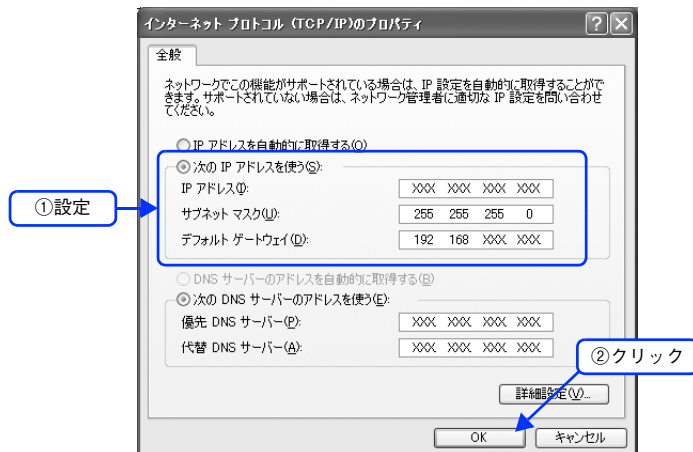 インターネット プロトコル (TCP/IP)のプロパティ
全般
ネットワークでこの機能がサポートされている場合は、IP 設定を自動的に取得することがで
きます。サポートされていない場合は、ネットワーク管理者に適切な IP 設定を問い合わせ
てください。
IP アドレスを自動的に取得する(O)
次の IP アドレスを使う(S):
IP アドレス(I): XXX XXX XXX XXX
①設定
サブネット マスク(U): 255 255 255 0
デフォルト ゲートウェイ(D): 192 168 XXX XXX
DNS サーバーのアドレスを自動的に取得する(B)
次の DNS サーバーのアドレスを使う(E):
優先 DNS サーバー(P): XXX XXX XXX XXX
代替 DNS サーバー(A): XXX XXX XXX XXX
②クリック
詳細設定(V)...
OK キャンセル